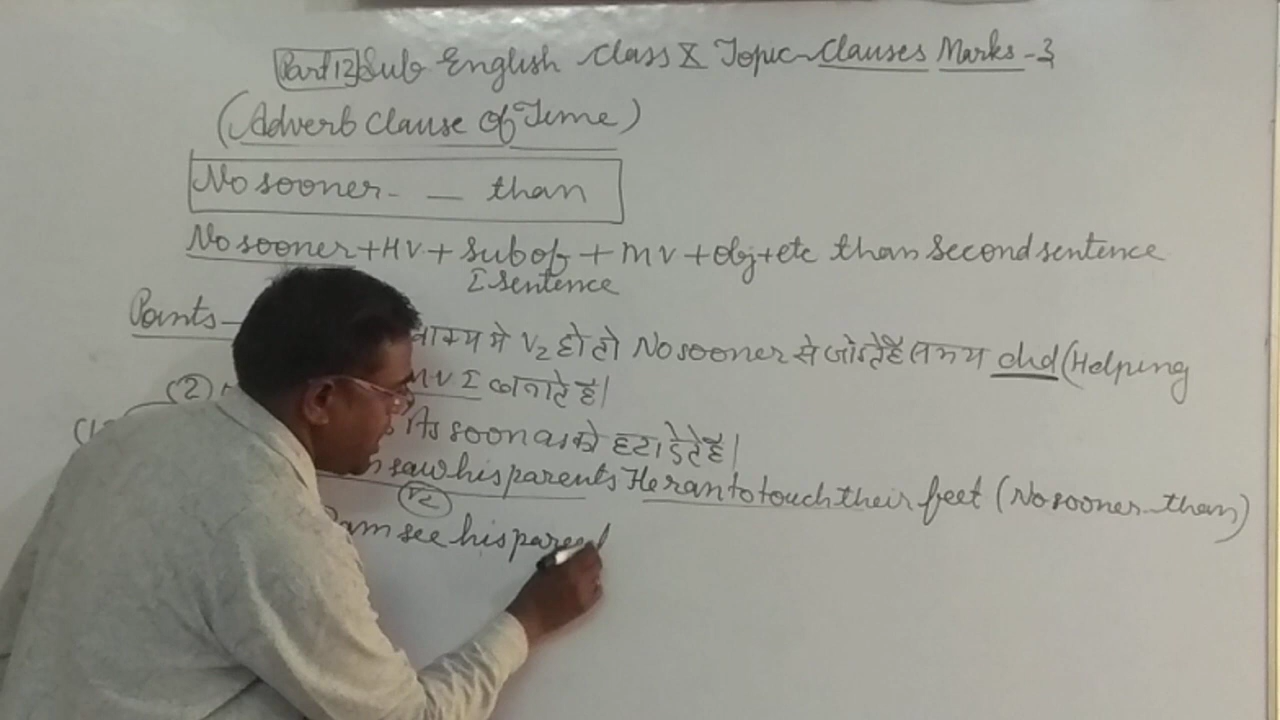 Part 12 Sub English Class X Topic - Clauses Marks - 3
(Adverb Clause of Time)
No sooner - — than
No sooner + HV + Sub of + MV + obj + etc than Second sentence
I sentence
Points - वाक्य मे V2 हो तो No sooner से जोडते है समय did (Helping
(2) MV I बनाते है।
As soon as को हटा देते है।
saw his parents He ran to touch their feet (No sooner - than)
V2
Ram see his parent